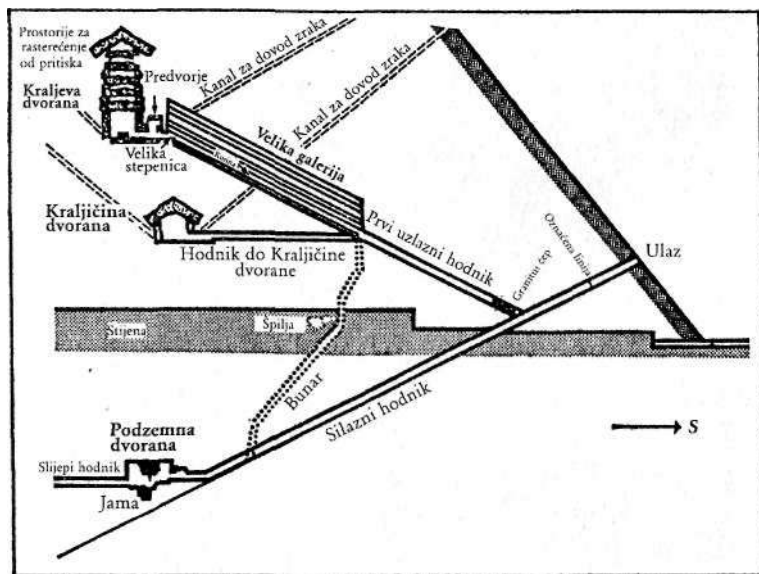 Prostorije za
rasterećenje
od pritiska
Predvorje
Kanal za dovod zraka
Kraljeva
dvorana
Velika
stepenica
Kanal za dovod zraka
Velika galerija
Kraljičina
dvorana
Hodnik do Kraljičine
dvorane
Prvi uzlazni hodnik
Granitni čep
Označena linija
Ulaz
Stijena
Špilja
Bunar
Silazni hodnik
Podzemna
dvorana
Slijepi hodnik
Jama
S